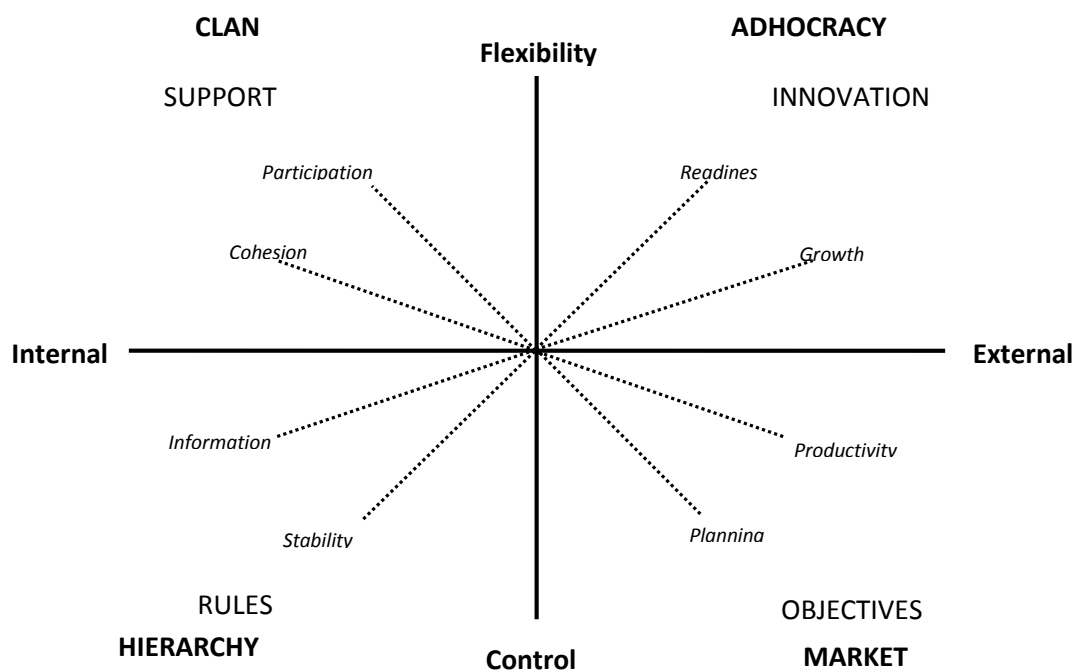 CLAN
ADHOCRACY
Flexibility
SUPPORT
INNOVATION
Participation
Readines
Cohesion
Growth
Internal
External
Information
Productivity
Stability
Planning
RULES
OBJECTIVES
HIERARCHY
Control
MARKET